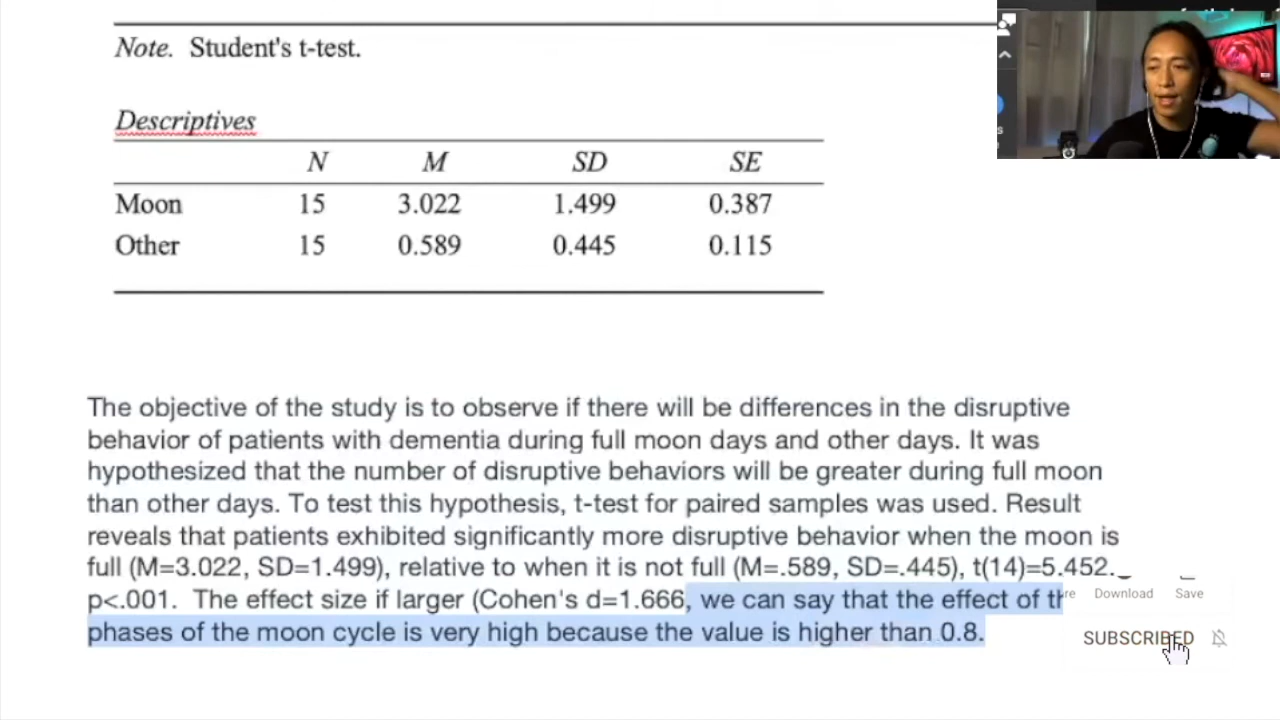 Note. Student's t-test.
Descriptives
N M SD SE
Moon 15 3.022 1.499 0.387
Other 15 0.589 0.445 0.115
The objective of the study is to observe if there will be differences in the disruptive
behavior of patients with dementia during full moon days and other days. It was
hypothesized that the number of disruptive behaviors will be greater during full moon
than other days. To test this hypothesis, t-test for paired samples was used. Result
reveals that patients exhibited significantly more disruptive behavior when the moon is
full (M=3.022, SD=1.499), relative to when it is not full (M=.589, SD=.445), t(14)=5.452.
p<.001. The effect size if larger (Cohen's d=1.666, we can say that the effect of
phases of the moon cycle is very high because the value is higher than 0.8.
Download Save
SUBSCRIBED